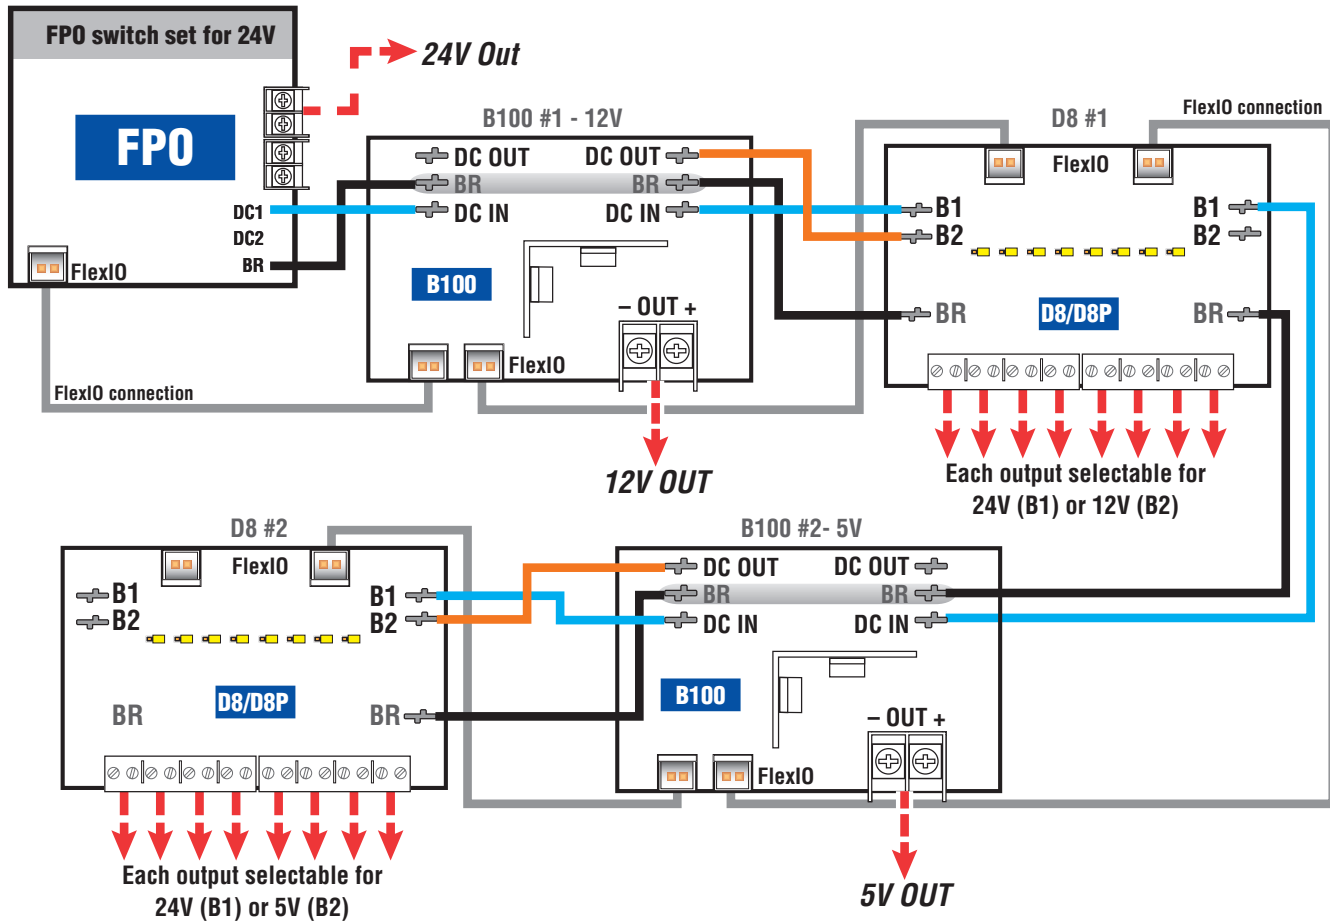 FPO switch set for 24V
24V Out
FPO
DC1
DC2
BR
FlexIO
FlexIO connection
B100 #1 - 12V
DC OUT
DC OUT
BR
BR
DC IN
DC IN
B100
– OUT +
FlexIO
12V OUT
D8 #1
FlexIO connection
FlexIO
B1
B1
B2
B2
BR
D8/D8P
BR
Each output selectable for
24V (B1) or 12V (B2)
D8 #2
FlexIO
B1
B1
B2
B2
BR
D8/D8P
BR
Each output selectable for
24V (B1) or 5V (B2)
B100 #2- 5V
DC OUT
DC OUT
BR
BR
DC IN
DC IN
B100
– OUT +
FlexIO
5V OUT